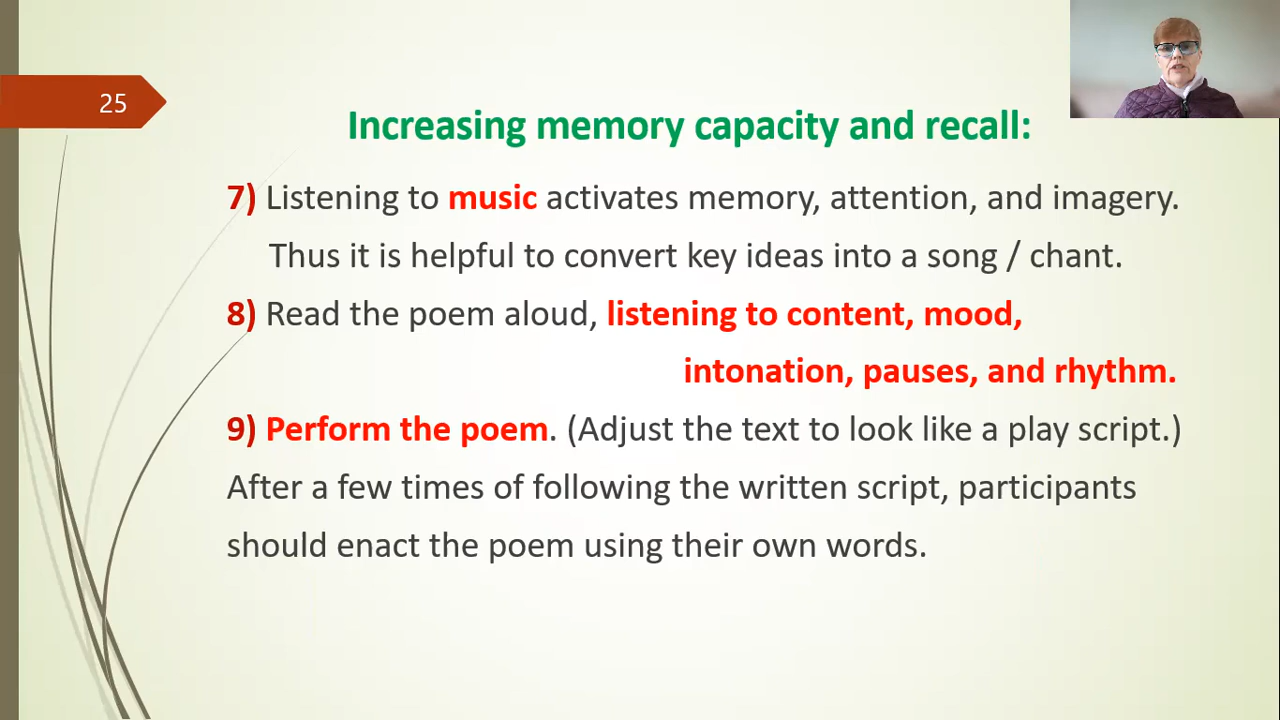 25
Increasing memory capacity and recall:
7) Listening to music activates memory, attention, and imagery.
Thus it is helpful to convert key ideas into a song / chant.
8) Read the poem aloud, listening to content, mood,
intonation, pauses, and rhythm.
9) Perform the poem. (Adjust the text to look like a play script.)
After a few times of following the written script, participants
should enact the poem using their own words.